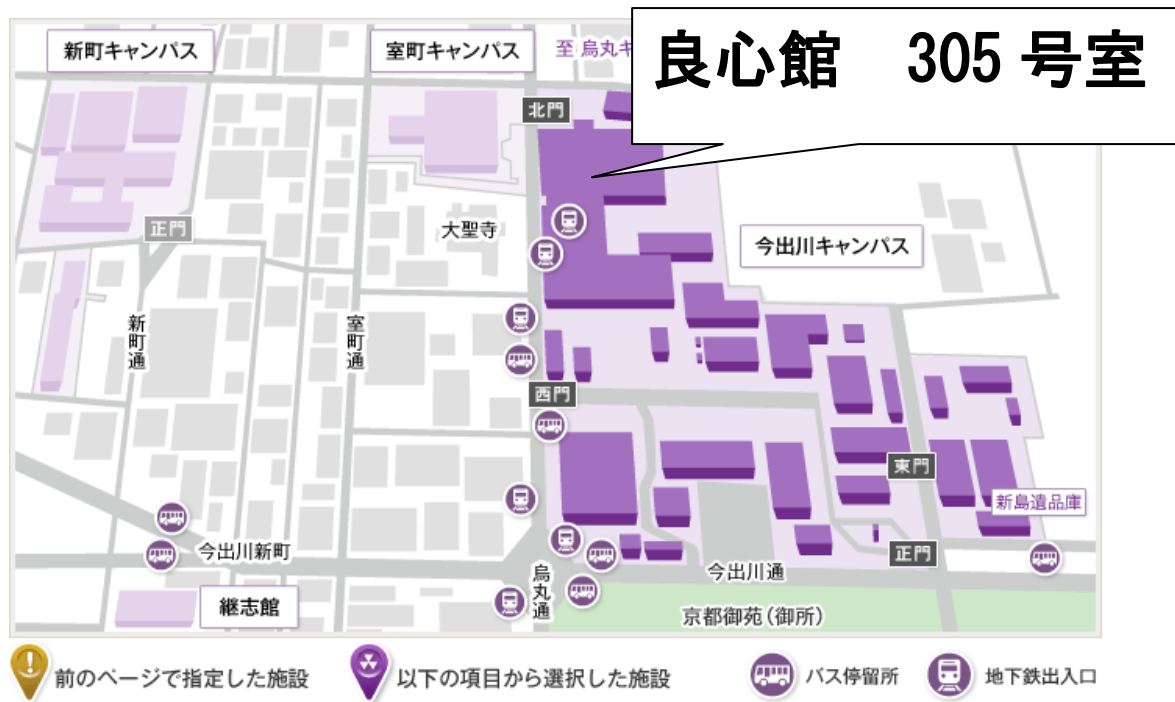 良心館　305 号室
新町キャンパス
室町キャンパス
至 烏丸キ
北門
正門
大聖寺
今出川キャンパス
新町通
室町通
西門
東門
新島遺品庫
今出川新町
正門
今出川通
烏丸通
継志館
京都御苑(御所)
前のページで指定した施設
以下の項目から選択した施設
バス停留所
地下鉄出入口